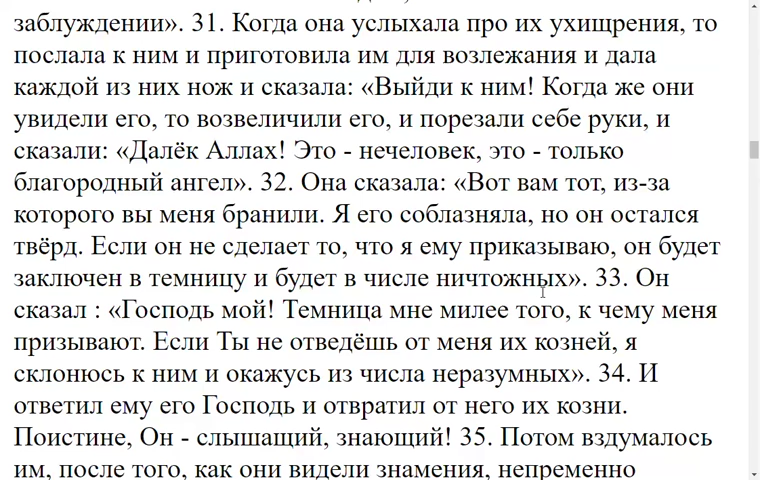 заблуждении». 31. Когда она услыхала про их ухищрения, то
послала к ним и приготовила им для возлежания и дала
каждой из них нож и сказала: «Выйди к ним! Когда же они
увидели его, то возвеличили его, и порезали себе руки, и
сказали: «Далёк Аллах! Это - нечеловек, это - только
благородный ангел». 32. Она сказала: «Вот вам тот, из-за
которого вы меня бранили. Я его соблазняла, но он остался
твёрд. Если он не сделает то, что я ему приказываю, он будет
заключен в темницу и будет в числе ничтожных». 33. Он
сказал : «Господь мой! Темница мне милее того, к чему меня
призывают. Если Ты не отведёшь от меня их козней, я
склонюсь к ним и окажусь из числа неразумных». 34. И
ответил ему его Господь и отвратил от него их козни.
Поистине, Он - слышащий, знающий! 35. Потом вздумалось
им, после того, как они видели знамения, непременно